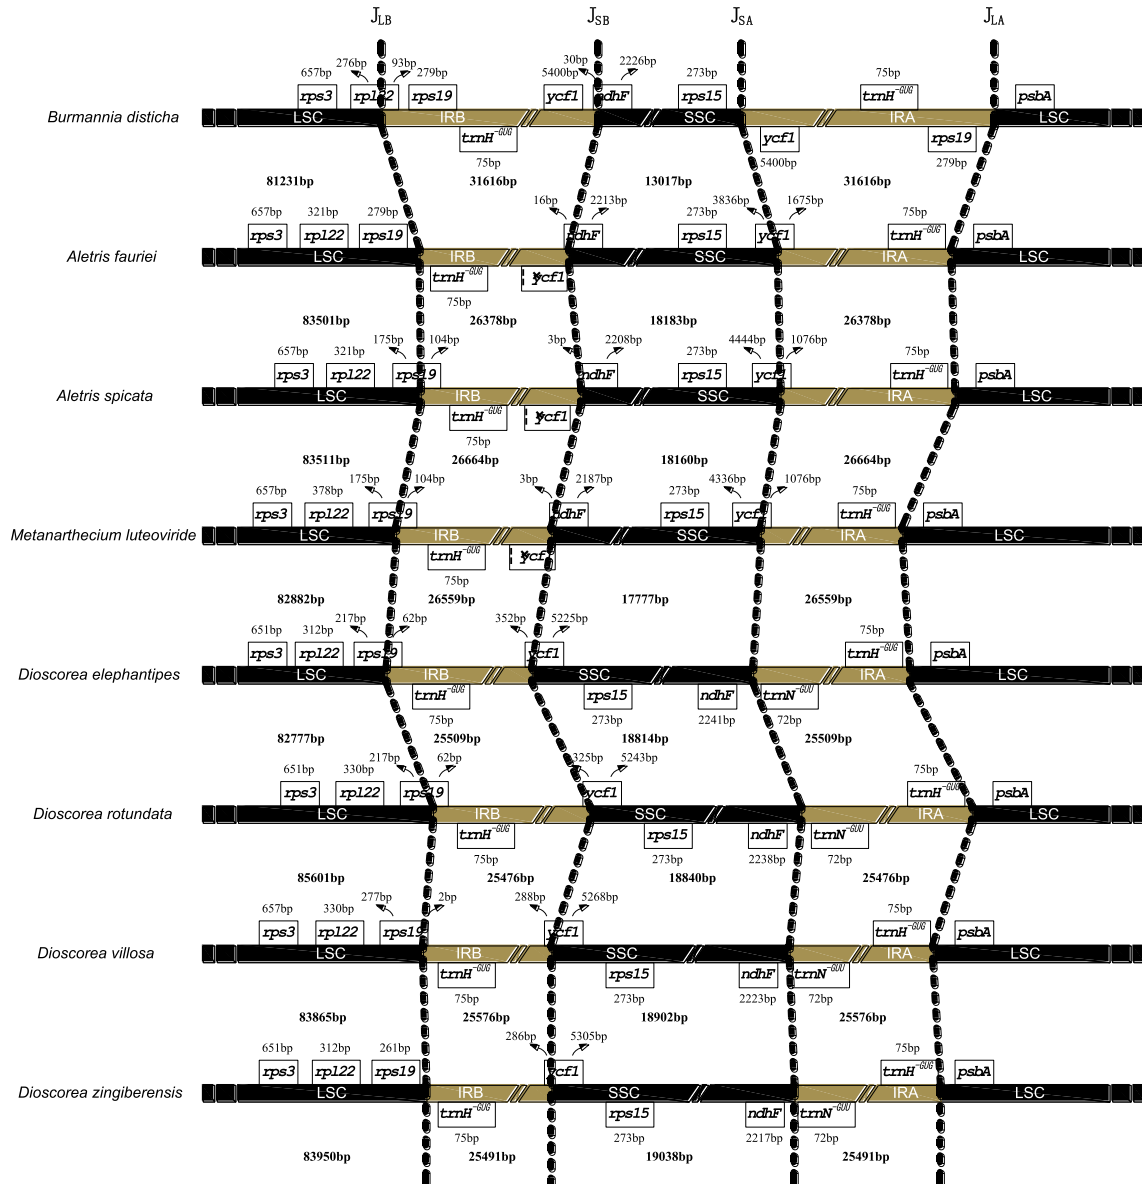 JLB JSB JSA JLA
657bp 276bp 93bp 279bp 5400bp 30bp 2226bp 273bp 75bp
rps3 rpl22 rps19 ycf1 ndhF rps15 trnH-GUG psbA
Burmannia disticha LSC IRB SSC IRA LSC
trnH-GUG ycf1 rps19
75bp 5400bp 279bp
81231bp 31616bp 13017bp 31616bp
657bp 321bp 279bp 16bp 2213bp 273bp 3836bp 1675bp 75bp
rps3 rpl22 rps19 ndhF rps15 ycf1 trnH-GUG psbA
Aletris fauriei LSC IRB SSC IRA LSC
trnH-GUG ycf1
75bp
83501bp 26378bp 18183bp 26378bp
657bp 321bp 175bp 104bp 3bp 2208bp 273bp 4444bp 1076bp 75bp
rps3 rpl22 rps19 ndhF rps15 ycf1 trnH-GUG psbA
Aletris spicata LSC IRB SSC IRA LSC
trnH-GUG ycf1
75bp
83511bp 26664bp 18160bp 26664bp
657bp 378bp 175bp 104bp 3bp 2187bp 273bp 4336bp 1076bp 75bp
rps3 rpl22 rps19 ndhF rps15 ycf1 trnH-GUG psbA
Metanarthecium luteoviride LSC IRB SSC IRA LSC
trnH-GUG ycf1
75bp
82882bp 26559bp 17777bp 26559bp
651bp 312bp 217bp 62bp 352bp 5225bp 75bp
rps3 rpl22 rps19 ycf1 trnH-GUG psbA
Dioscorea elephantipes LSC IRB SSC IRA LSC
trnH-GUG rps15 ndhF trnN-GUU
75bp 273bp 2241bp 72bp
82777bp 25509bp 18814bp 25509bp
651bp 330bp 217bp 62bp 325bp 5243bp 75bp
rps3 rpl22 rps19 ycf1 trnH-GUG psbA
Dioscorea rotundata LSC IRB SSC IRA LSC
trnH-GUG rps15 ndhF trnN-GUU
75bp 273bp 2238bp 72bp
85601bp 25476bp 18840bp 25476bp
657bp 330bp 277bp 2bp 288bp 5268bp 75bp
rps3 rpl22 rps19 ycf1 trnH-GUG psbA
Dioscorea villosa LSC IRB SSC IRA LSC
trnH-GUG rps15 ndhF trnN-GUU
75bp 273bp 2223bp 72bp
83865bp 25576bp 18902bp 25576bp
651bp 312bp 261bp 286bp 5305bp 75bp
rps3 rpl22 rps19 ycf1 trnH-GUG psbA
Dioscorea zingiberensis LSC IRB SSC IRA LSC
trnH-GUG rps15 ndhF trnN-GUU
75bp 273bp 2217bp 72bp
83950bp 25491bp 19038bp 25491bp